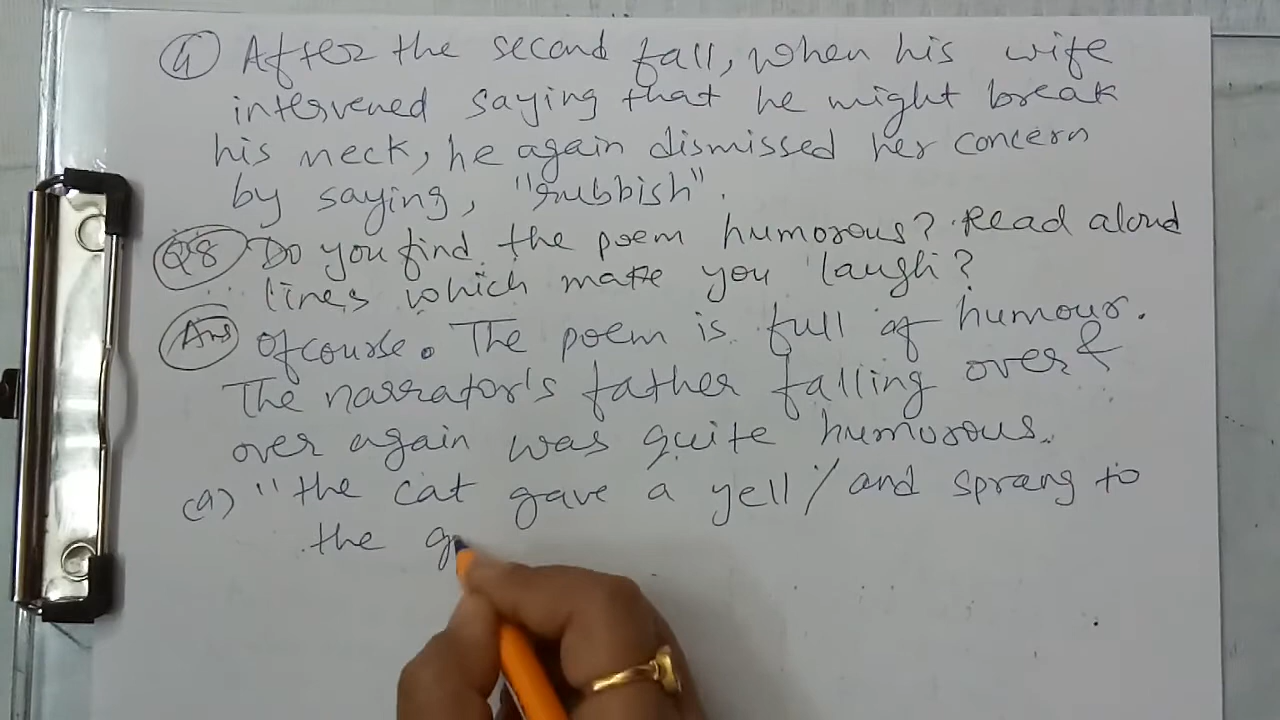 4 After the second fall, when his wife
intervened saying that he might break
his neck, he again dismissed her concern
by saying, "rubbish".
Q8 Do you find the poem humorous? Read aloud
lines which make you laugh?
Ans Ofcourse. The poem is full of humour.
The narrator's father falling over &
over again was quite humorous.
(a) "the cat gave a yell / and sprang to
the g